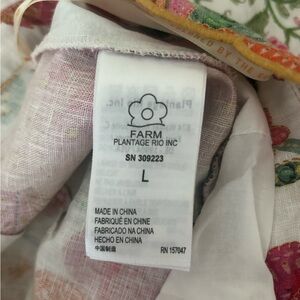 FARM
PLANTAGE RIO INC
SN 309223
L
MADE IN CHINA
FABRIQUÉ EN CHINE
FABRICADO NA CHINA
HECHO EN CHINA
中国制造
RN 157047